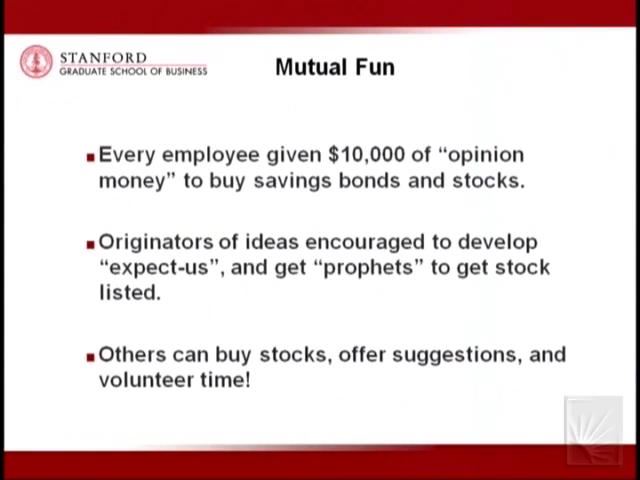 STANFORD
GRADUATE SCHOOL OF BUSINESS
Mutual Fun
Every employee given $10,000 of “opinion
money” to buy savings bonds and stocks.
Originators of ideas encouraged to develop
“expect-us”, and get “prophets” to get stock
listed.
Others can buy stocks, offer suggestions, and
volunteer time!